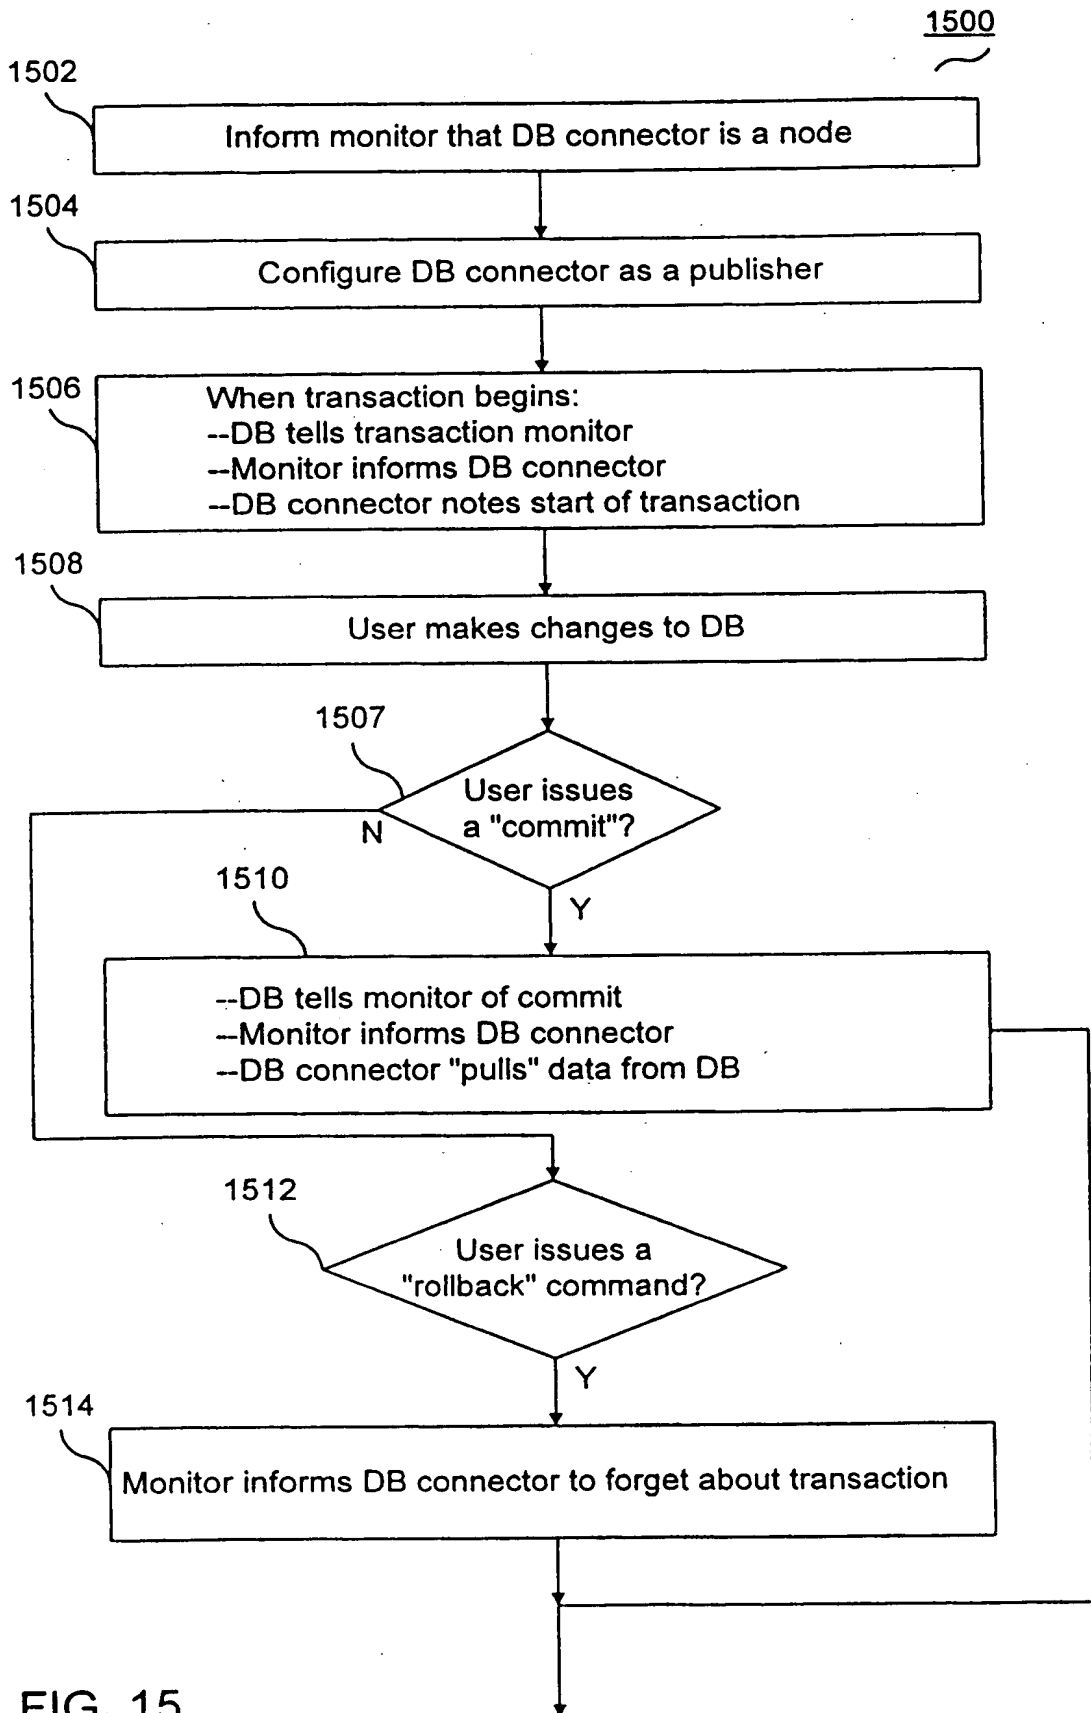 1500
1502
Inform monitor that DB connector is a node
1504
Configure DB connector as a publisher
1506
When transaction begins:
--DB tells transaction monitor
--Monitor informs DB connector
--DB connector notes start of transaction
1508
User makes changes to DB
1507
User issues
a "commit"?
N
Y
1510
--DB tells monitor of commit
--Monitor informs DB connector
--DB connector "pulls" data from DB
1512
User issues a
"rollback" command?
Y
1514
Monitor informs DB connector to forget about transaction
FIG. 15